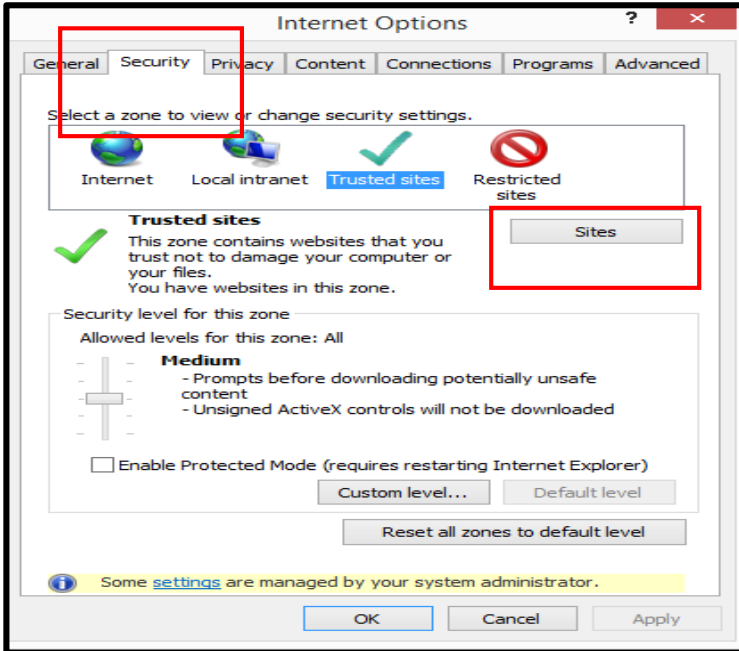 Internet Options
?
General Security Privacy Content Connections Programs Advanced
Select a zone to view or change security settings.
Internet Local intranet Trusted sites Restricted
sites
Trusted sites
Sites
This zone contains websites that you
trust not to damage your computer or
your files.
You have websites in this zone.
Security level for this zone
Allowed levels for this zone: All
Medium
- Prompts before downloading potentially unsafe
content
- Unsigned ActiveX controls will not be downloaded
Enable Protected Mode (requires restarting Internet Explorer)
Custom level... Default level
Reset all zones to default level
Some settings are managed by your system administrator.
OK Cancel Apply